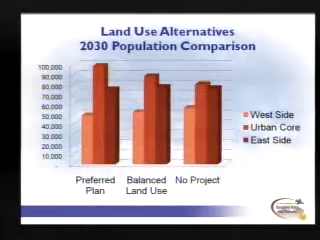 Land Use Alternatives
2030 Population Comparison
100,000
90,000
80,000
70,000
60,000
50,000
40,000
30,000
20,000
10,000
-
West Side
Urban Core
East Side
Preferred
Plan
Balanced
Land Use
No Project